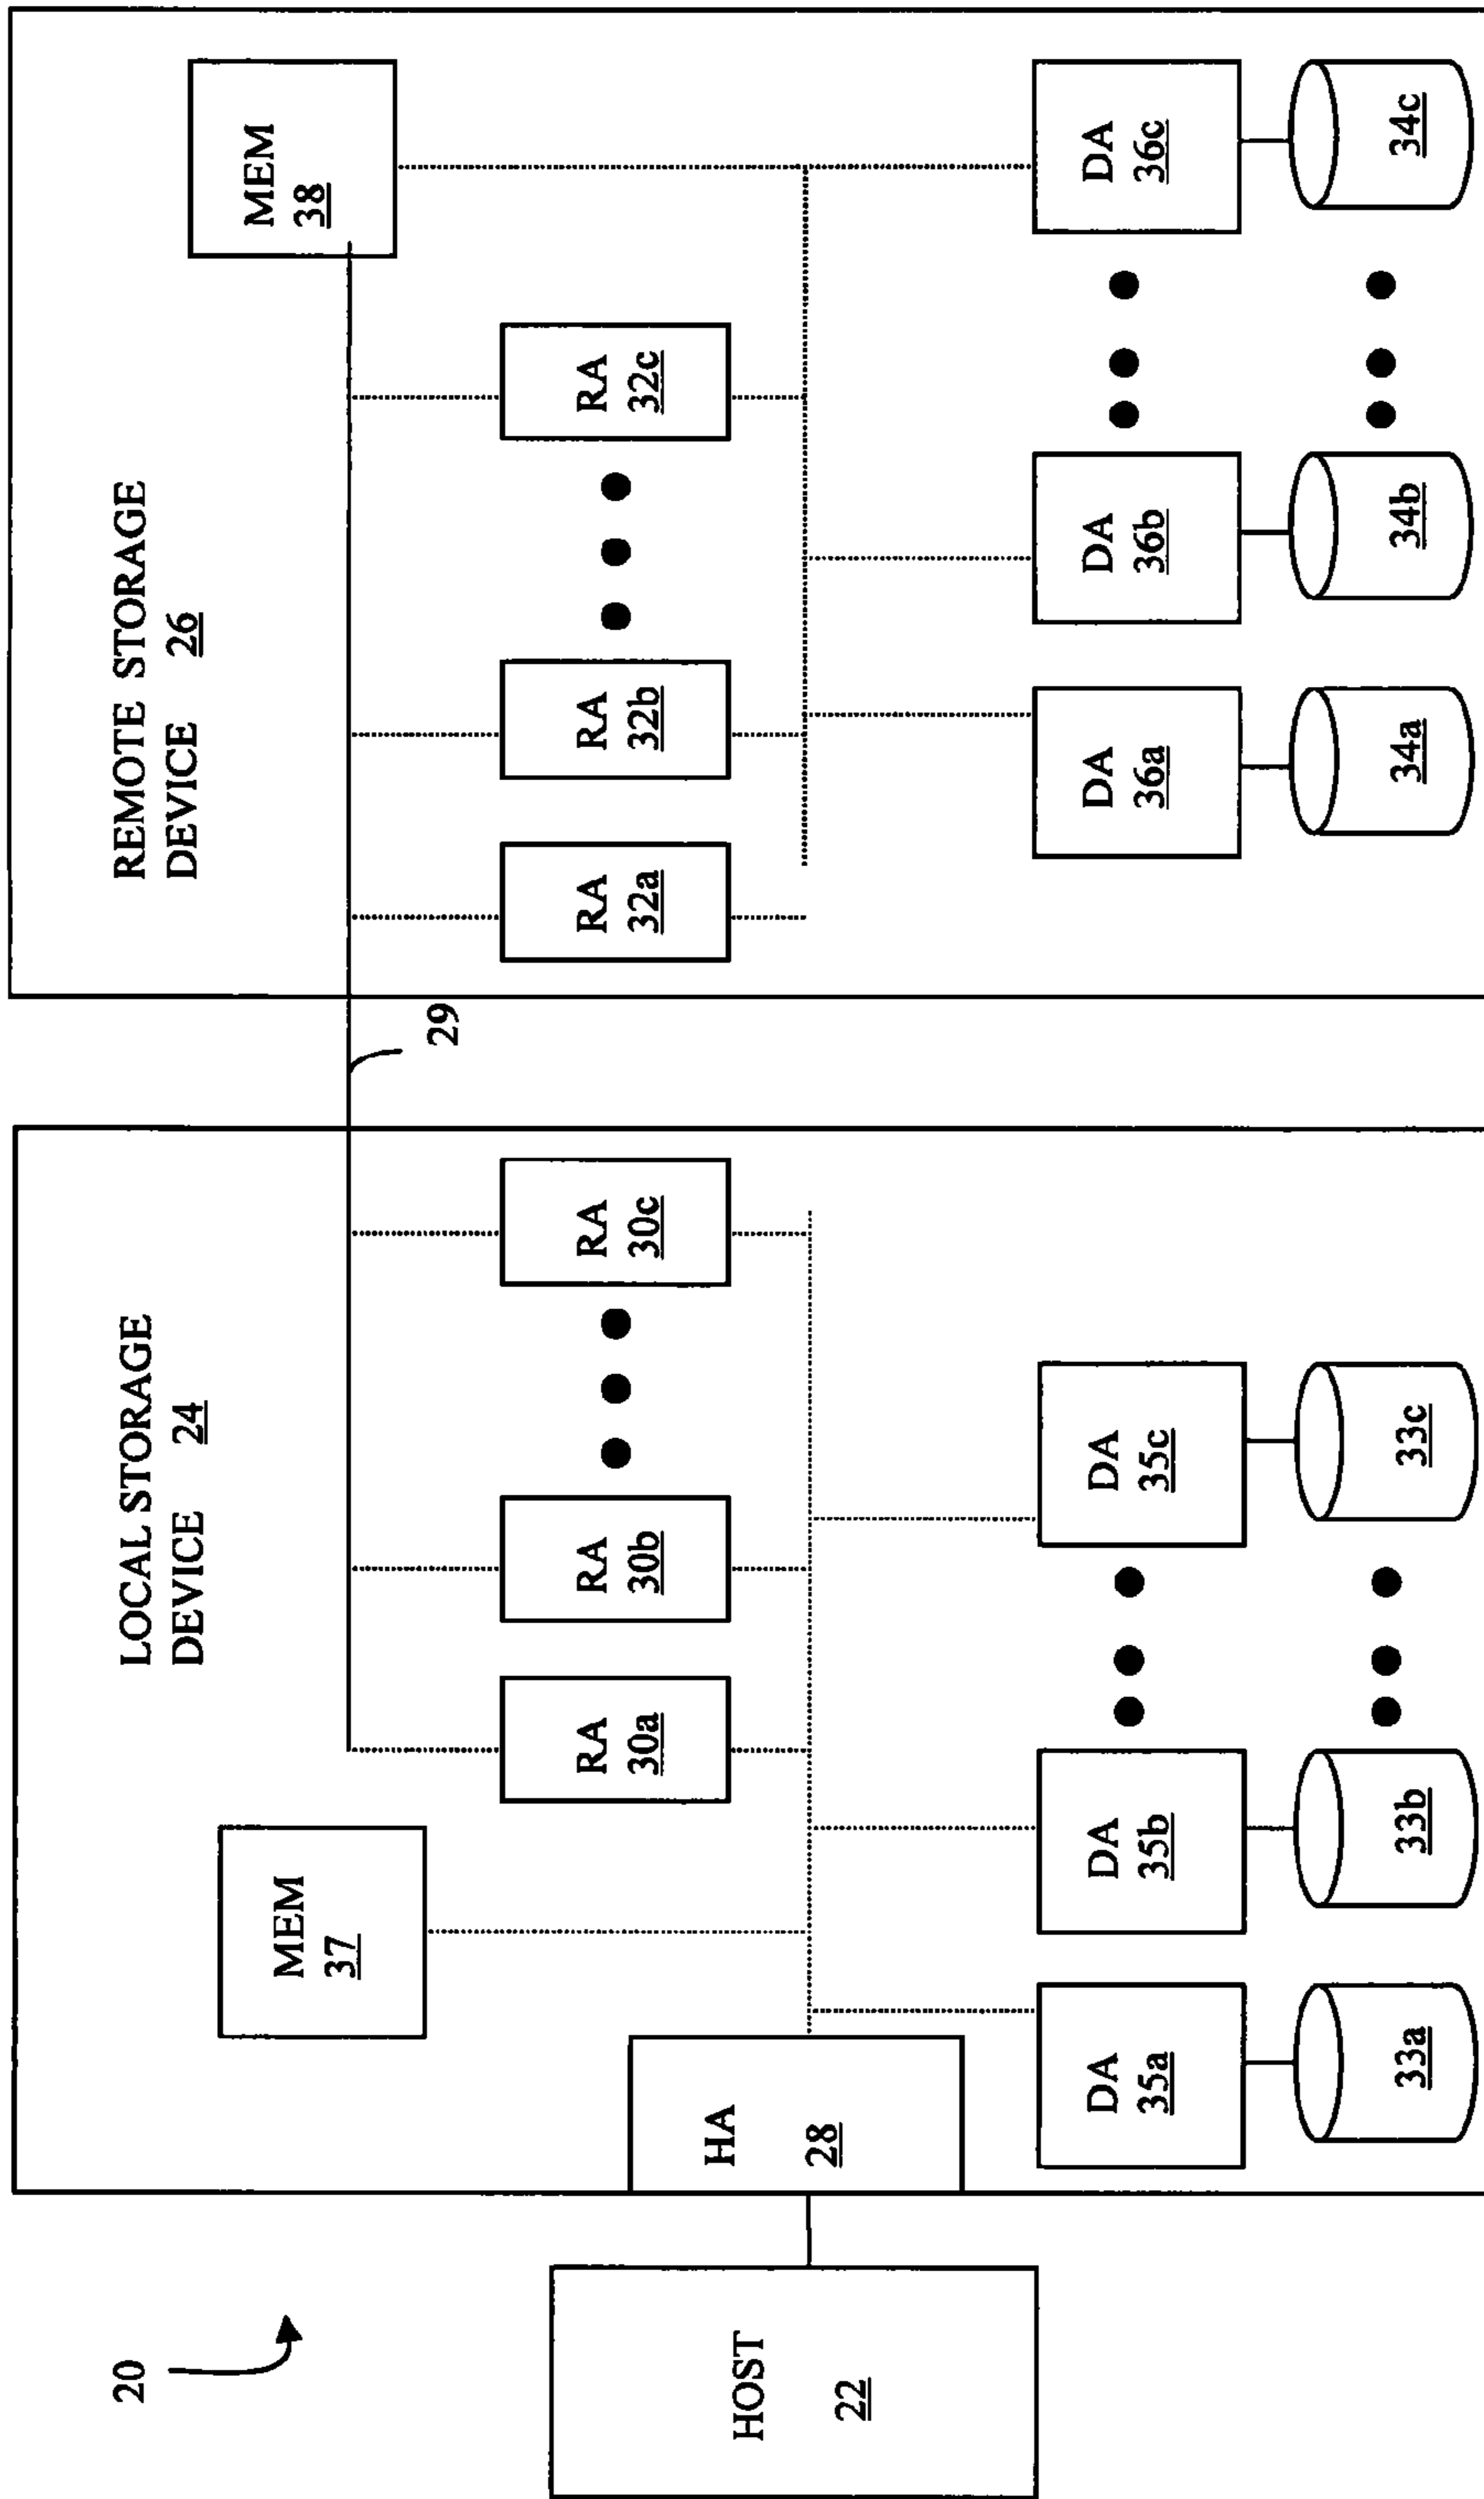 20
HOST
22
LOCAL STORAGE
DEVICE 24
MEM
37
HA
28
RA
30a
RA
30b
RA
30c
DA
35a
DA
35b
DA
35c
33a
33b
33c
29
REMOTE STORAGE
DEVICE 26
MEM
38
RA
32a
RA
32b
RA
32c
DA
36a
DA
36b
DA
36c
34a
34b
34c